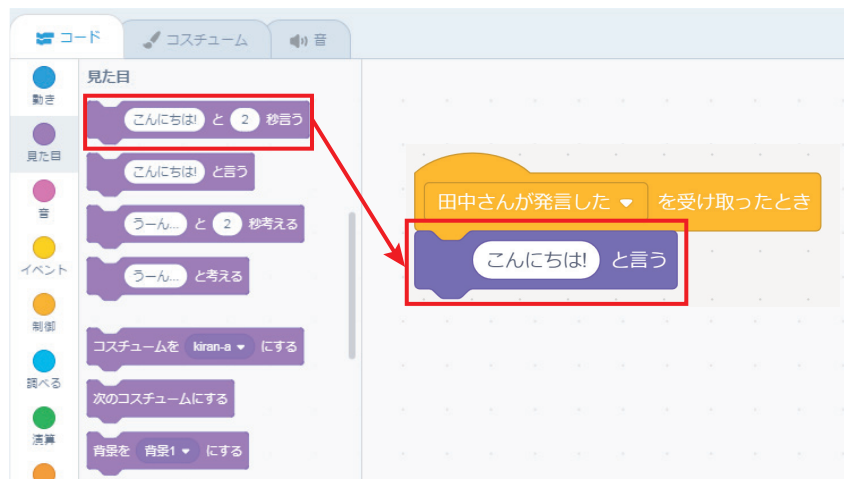 コード
コスチューム
音
動き
見た目
音
イベント
制御
調べる
演算
見た目
こんにちは! と 2 秒言う
こんにちは! と言う
うーん... と 2 秒考える
うーん... と考える
コスチュームを kiran-a にする
次のコスチュームにする
背景を 背景1 にする
田中さんが発言した を受け取ったとき
こんにちは! と言う